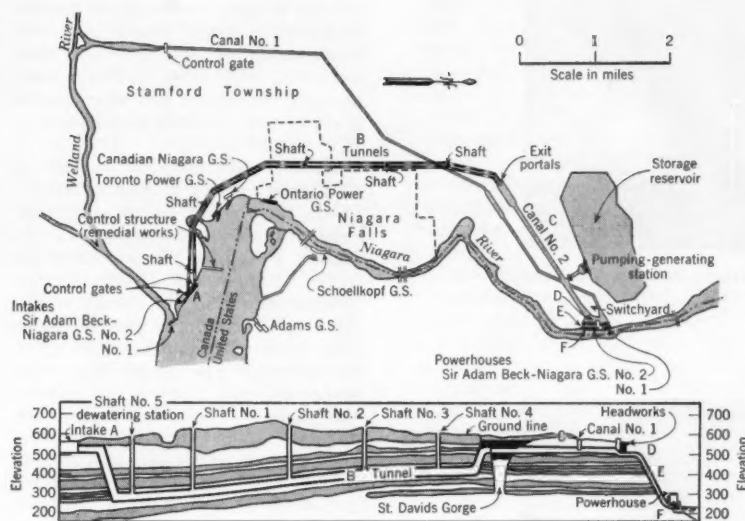 River
Canal No. 1
Control gate
0 1 2
Scale in miles
Stamford Township
Welland
B
Tunnels
Shaft
Shaft
Shaft
Canadian Niagara G.S.
Toronto Power G.S.
Shaft
Exit
portals
Storage
reservoir
C
Ontario Power
G.S.
Control structure
(remedial works)
Niagara
Falls
Canal No. 2
Shaft
Niagara
River
Pumping-generating
station
Control gates
A
Schoellkopf G.S.
D
E
Switchyard
F
Intakes
Sir Adam Beck–
Niagara G.S. No. 2
No. 1
Canada
United States
Adams G.S.
Powerhouses
Sir Adam Beck-Niagara G.S. No. 2
No. 1
Shaft No. 5
dewatering station
Shaft No. 1
Shaft No. 2
Shaft No. 3
Shaft No. 4
Ground line
Headworks
Canal No. 1
C
D
Intake A
Elevation
700
600
500
400
300
200
B Tunnel
St. Davids Gorge
E
Powerhouse
F
700
600
500
400
300
200
Elevation